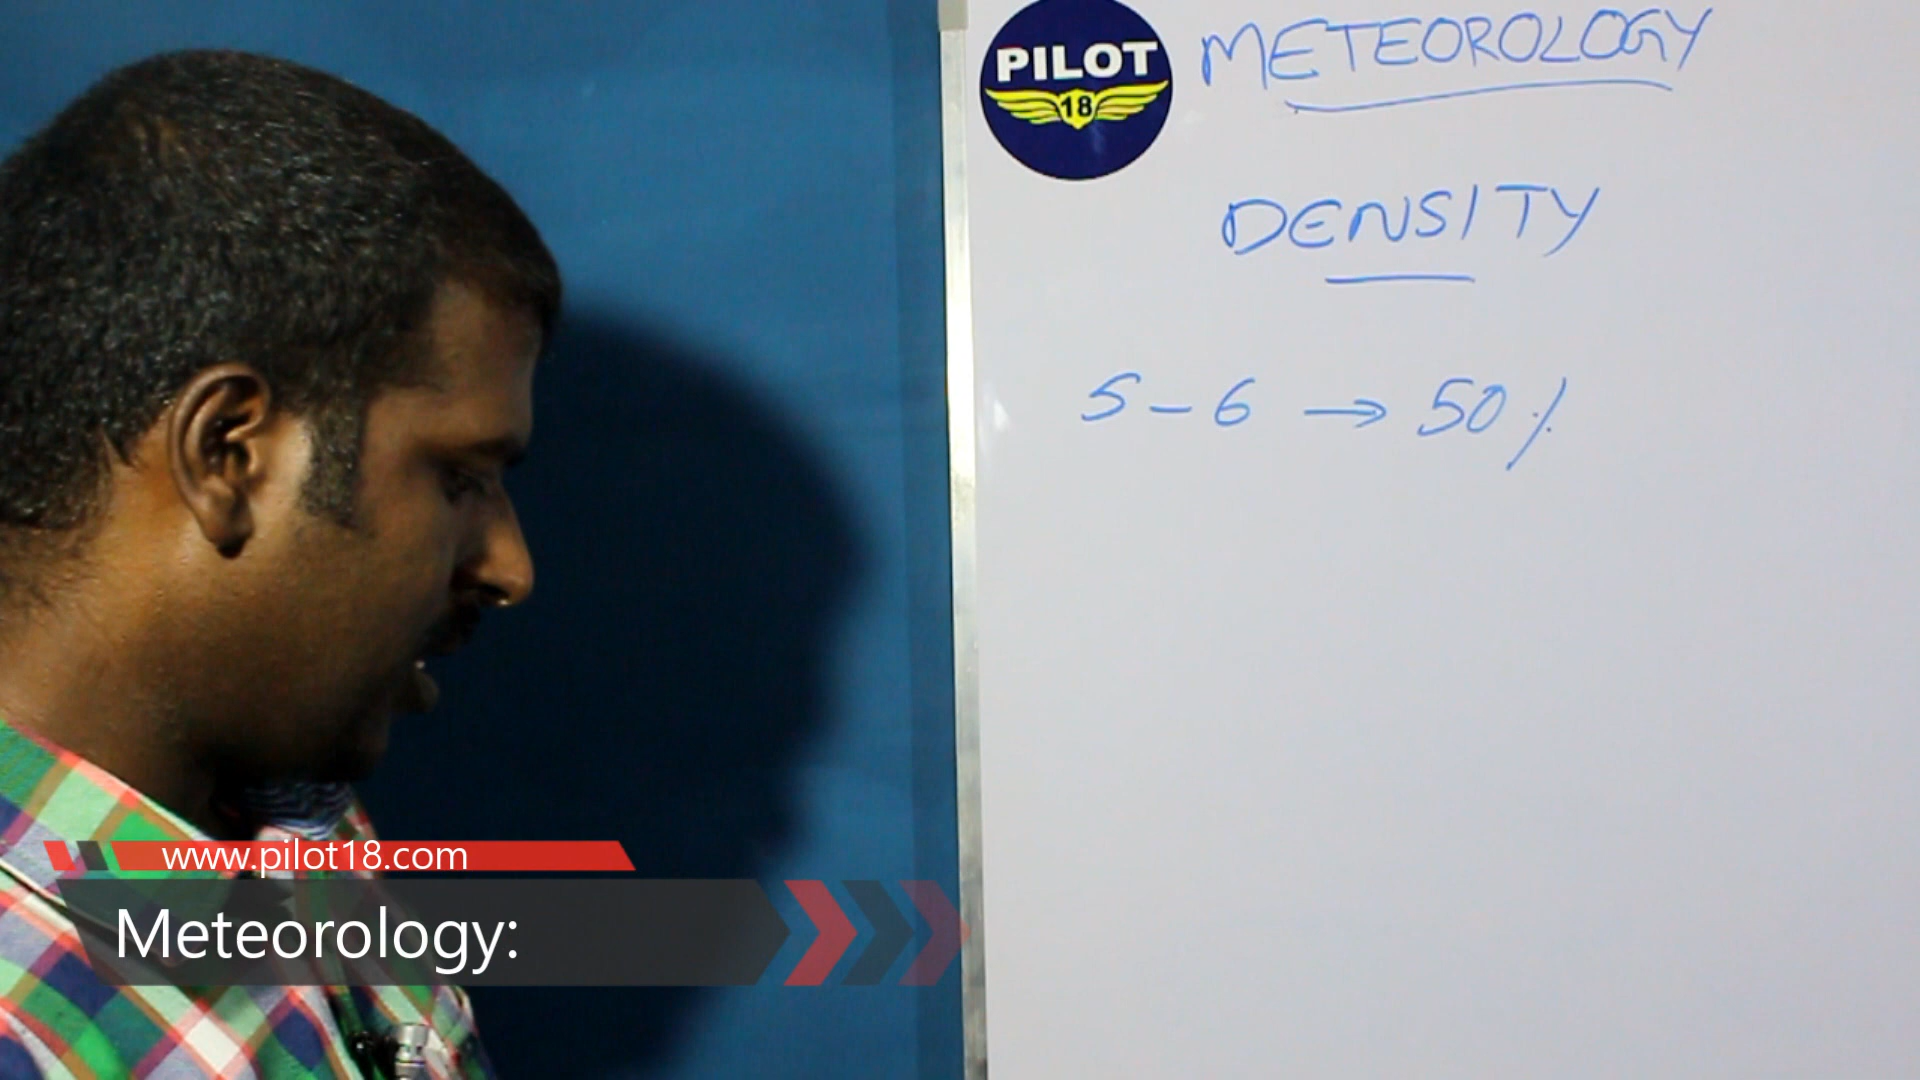 PILOT
18
METEOROLOGY
DENSITY
5 - 6 → 50%
www.pilot18.com
Meteorology: